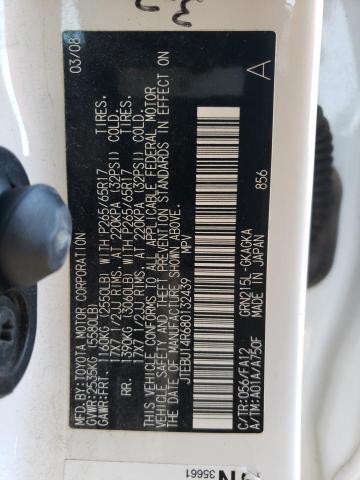 MFD. BY: TOYOTA MOTOR CORPORATION 03/08
GVWR: 2535KG (5580LB)
GAWR: FRT. 1160KG (2550LB) WITH P265/65R17 TIRES,
17X7 1/2JJ RIMS, AT 220KPA (32PSI) COLD.
RR. 1390KG (3060LB) WITH P265/65R17 TIRES,
17X7 1/2JJ RIMS, AT 220KPA (32PSI) COLD.
THIS VEHICLE CONFORMS TO ALL APPLICABLE FEDERAL MOTOR
VEHICLE SAFETY, BUMPER, AND THEFT PREVENTION STANDARDS IN EFFECT ON
THE DATE OF MANUFACTURE SHOWN ABOVE.
JTEBU14R680132439
MPV
A
856
C/TR:056/FA12 GRN215L-GKAGKA
A/TM:A01A/A750F MADE IN JAPAN
35661